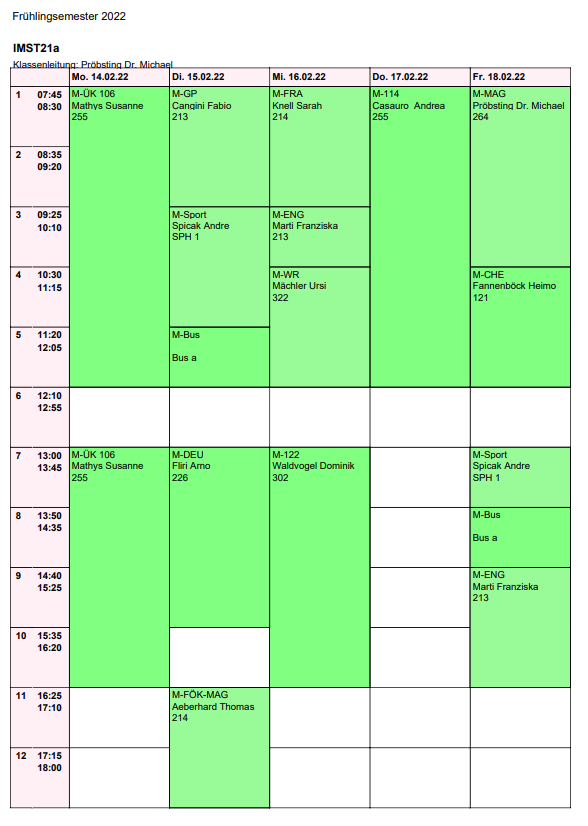 Frühlingsemester 2022
IMST21a
Klassenleitung: Pröbsting Dr. Michael
Mo. 14.02.22 Di. 15.02.22 Mi. 16.02.22 Do. 17.02.22 Fr. 18.02.22
1 07:45 M-ÜK 106 M-GP M-FRA M-114 M-MAG
08:30 Mathys Susanne Cangini Fabio Knell Sarah Casauro Andrea Pröbsting Dr. Michael
255 213 214 255 264
2 08:35
09:20
3 09:25 M-Sport M-ENG
10:10 Spicak Andre Marti Franziska
SPH 1 213
4 10:30 M-WR M-CHE
11:15 Mächler Ursi Fannenböck Heimo
322 121
5 11:20 M-Bus
12:05
Bus a
6 12:10
12:55
7 13:00 M-ÜK 106 M-DEU M-122 M-Sport
13:45 Mathys Susanne Fliri Arno Waldvogel Dominik Spicak Andre
255 226 302 SPH 1
8 13:50 M-Bus
14:35
Bus a
9 14:40 M-ENG
15:25 Marti Franziska
213
10 15:35
16:20
11 16:25 M-FÖK-MAG
17:10 Aeberhard Thomas
214
12 17:15
18:00